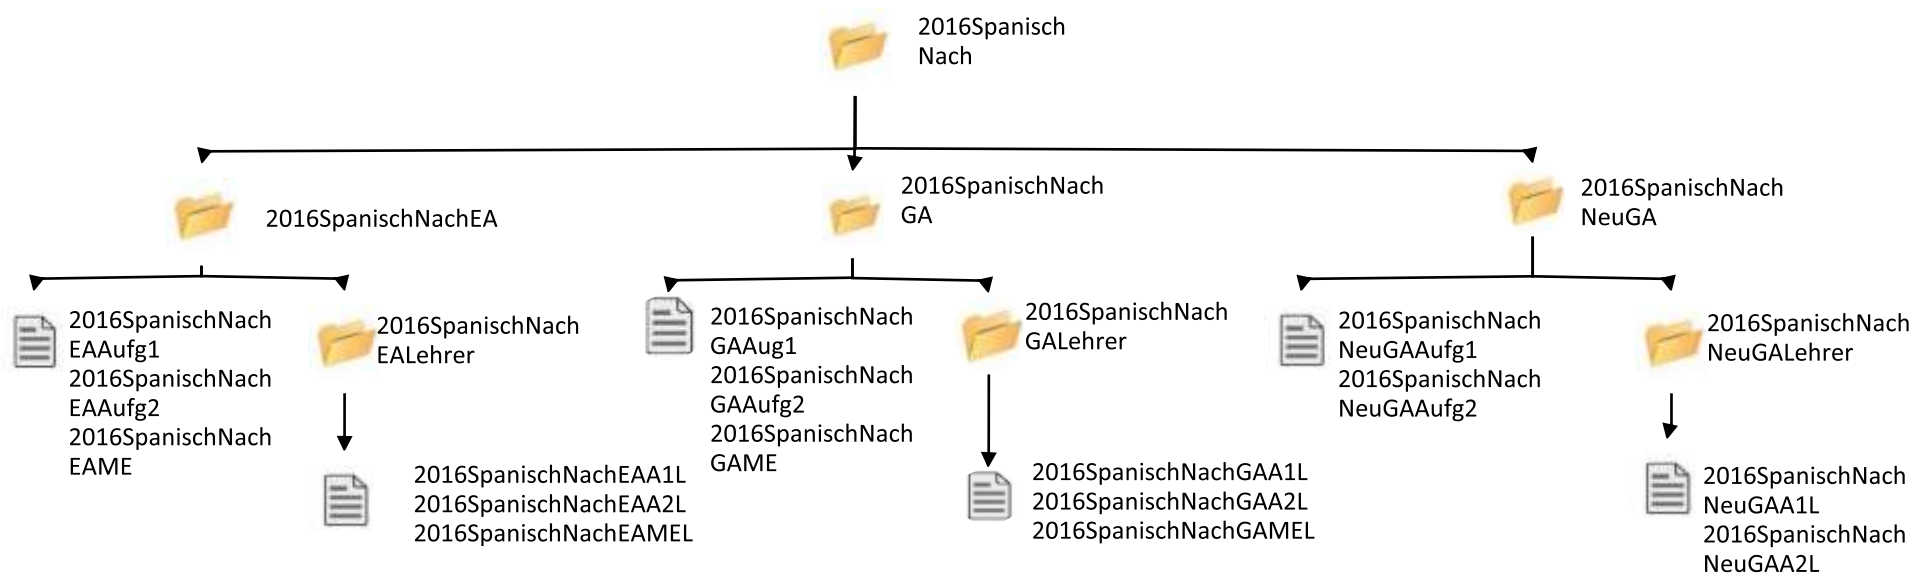 2016Spanisch
Nach
2016SpanischNachEA
2016SpanischNach
GA
2016SpanischNach
NeuGA
2016SpanischNach
EAAufg1
2016SpanischNach
EAAufg2
2016SpanischNach
EAME
2016SpanischNach
EALehrer
2016SpanischNachEAA1L
2016SpanischNachEAA2L
2016SpanischNachEAMEL
2016SpanischNach
GAAug1
2016SpanischNach
GAAufg2
2016SpanischNach
GAME
2016SpanischNach
GALehrer
2016SpanischNachGAA1L
2016SpanischNachGAA2L
2016SpanischNachGAMEL
2016SpanischNach
NeuGAAufg1
2016SpanischNach
NeuGAAufg2
2016SpanischNach
NeuGALehrer
2016SpanischNach
NeuGAA1L
2016SpanischNach
NeuGAA2L